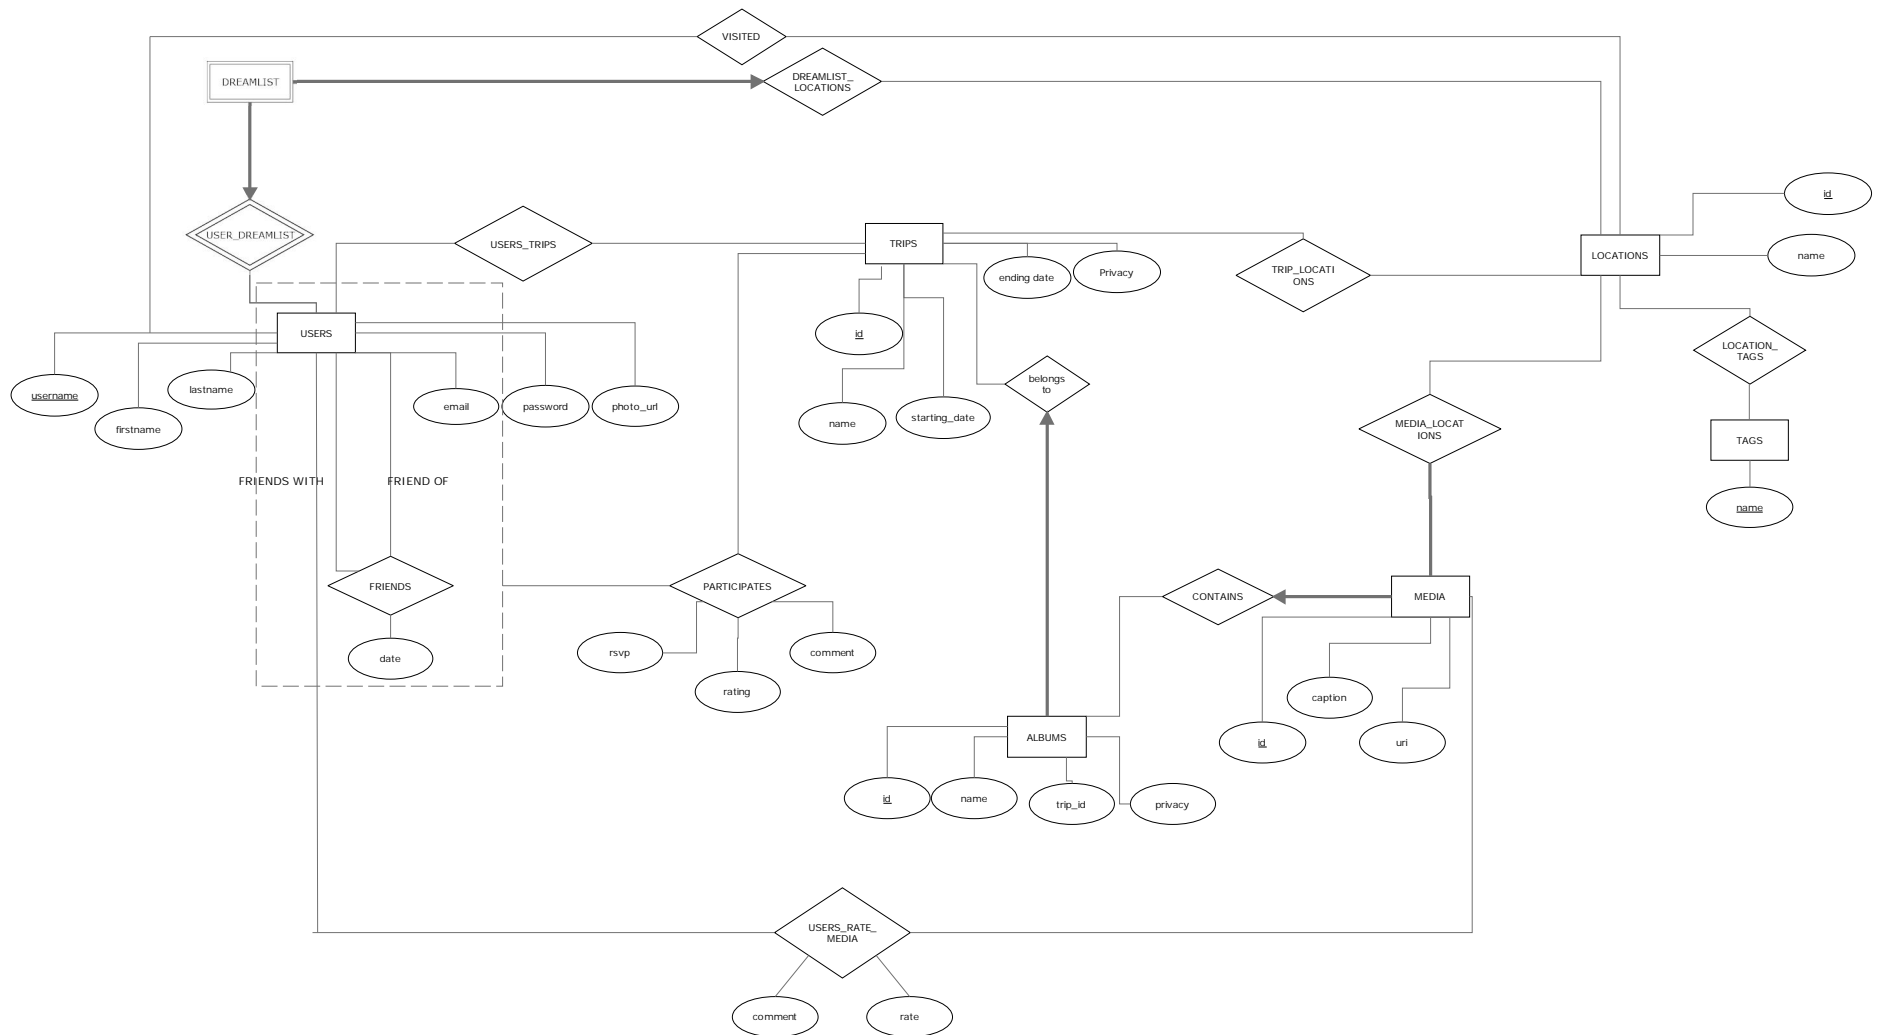 VISITED
DREAMLIST
DREAMLIST_
LOCATIONS
id
USER_DREAMLIST
USERS_TRIPS
TRIPS
ending date
Privacy
TRIP_LOCATI
ONS
LOCATIONS
name
USERS
id
LOCATION_
TAGS
username
firstname
lastname
email
password
photo_url
name
starting_date
belongs
to
MEDIA_LOCAT
IONS
TAGS
name
FRIENDS WITH
FRIEND OF
FRIENDS
PARTICIPATES
CONTAINS
MEDIA
date
rsvp
rating
comment
caption
id
uri
ALBUMS
id
name
trip_id
privacy
USERS_RATE_
MEDIA
comment
rate